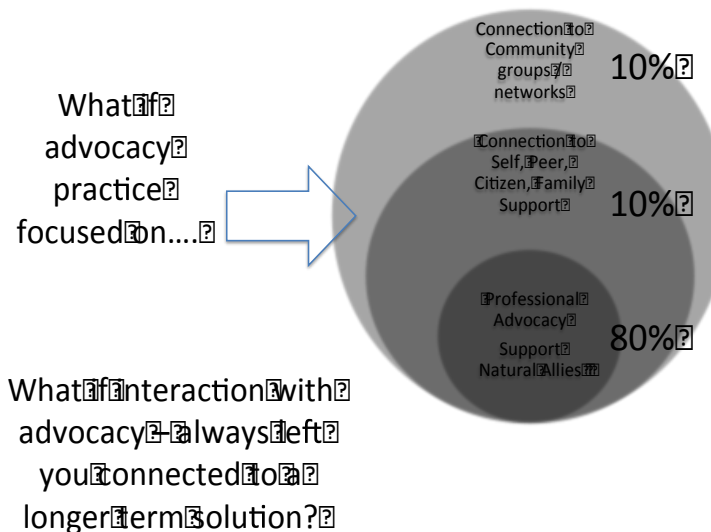 What if
advocacy
practice
focused on....
What if interaction with
advocacy – always left
you connected to a
longer term solution?
Connection to
Community
groups /
networks
10%
Connection to
Self, Peer,
Citizen, Family
Support
10%
Professional
Advocacy
Support
Natural Allies
80%